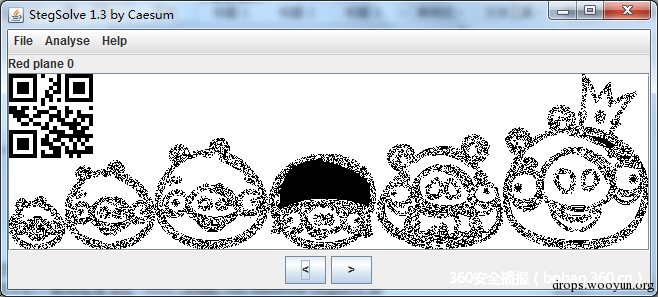 StegSolve 1.3 by Caesum
File Analyse Help
Red plane 0
< >
360安全播报（bobao.360.cn）
drops.wooyun.org